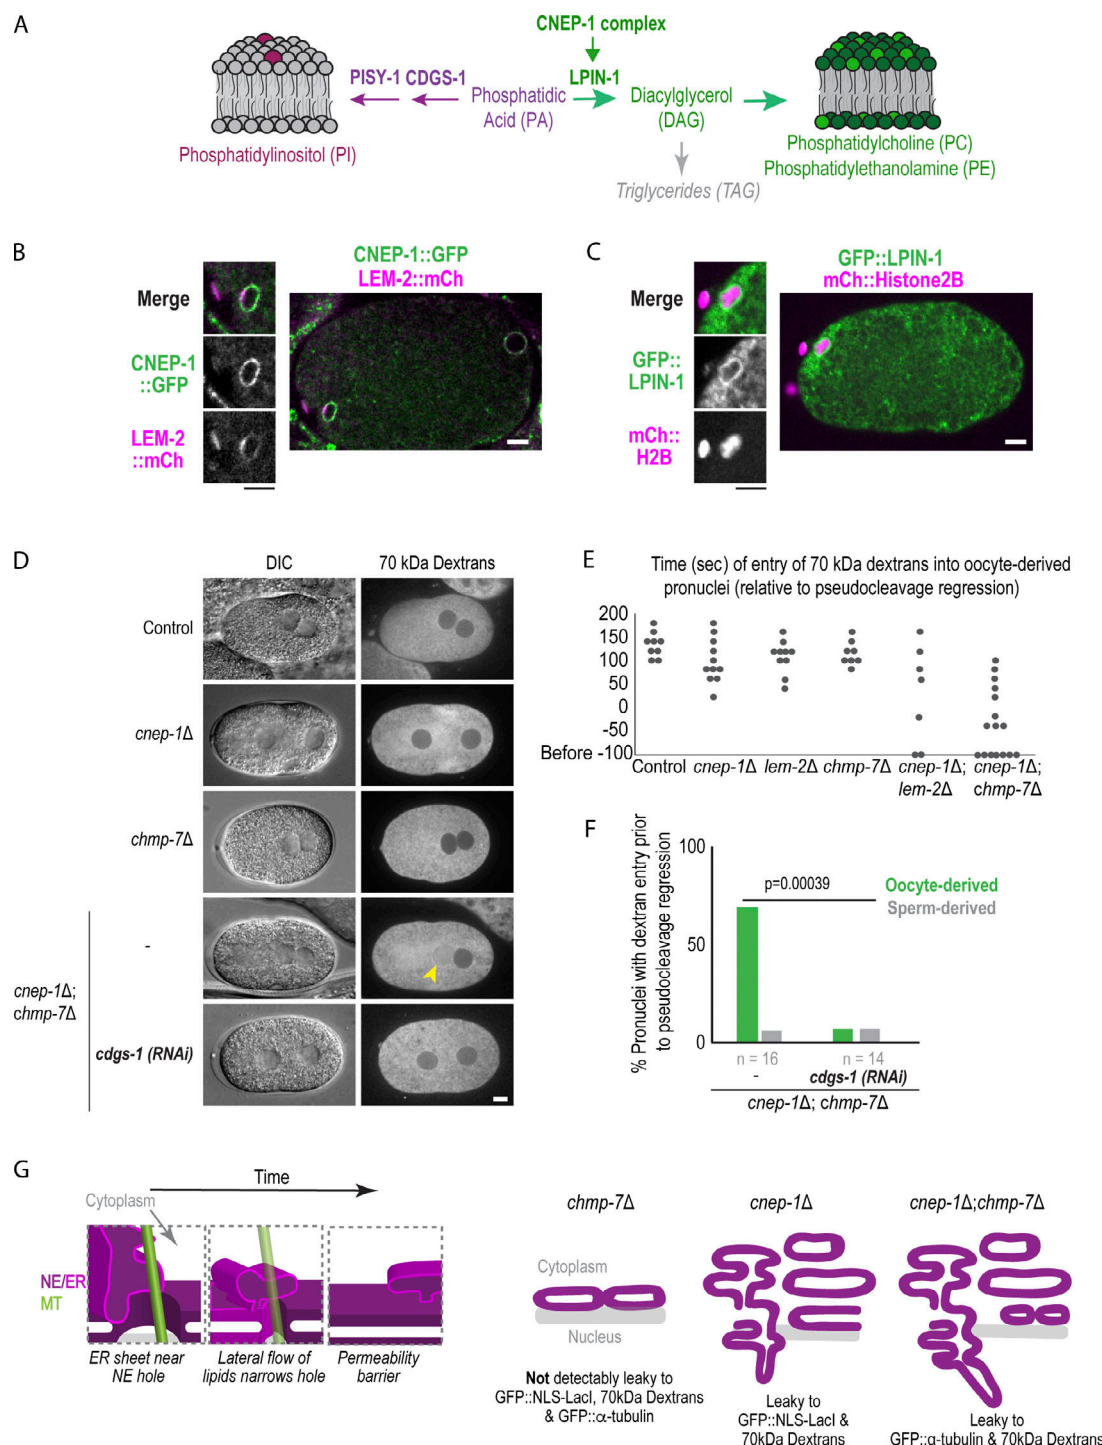 A
CNEP-1 complex
PISY-1 CDGS-1
LPIN-1
Phosphatidic
Acid (PA)
Diacylglycerol
(DAG)
Phosphatidylinositol (PI)
Phosphatidylcholine (PC)
Phosphatidylethanolamine (PE)
Triglycerides (TAG)
B
CNEP-1::GFP
LEM-2::mCh
Merge
CNEP-1
::GFP
LEM-2
::mCh
C
GFP::LPIN-1
mCh::Histone2B
Merge
GFP::
LPIN-1
mCh::
H2B
D
DIC
70 kDa Dextrans
Control
cnep-1Δ
chmp-7Δ
-
cnep-1Δ;
chmp-7Δ
cdgs-1 (RNAi)
E
Time (sec) of entry of 70 kDa dextrans into oocyte-derived
pronuclei (relative to pseudocleavage regression)
200
150
100
50
0
-50
Before -100
Control cnep-1Δ lem-2Δ chmp-7Δ cnep-1Δ; cnep-1Δ;
lem-2Δ chmp-7Δ
F
% Pronuclei with dextran entry prior
to pseudocleavage regression
100
50
0
p=0.00039
Oocyte-derived
Sperm-derived
n = 16
n = 14
-
cdgs-1 (RNAi)
cnep-1Δ; chmp-7Δ
G
Time
Cytoplasm
NE/ER
MT
ER sheet near
NE hole
Lateral flow of
lipids narrows hole
Permeability
barrier
chmp-7Δ
Cytoplasm
Nucleus
Not detectably leaky to
GFP::NLS-LacI, 70kDa Dextrans
& GFP::α-tubulin
cnep-1Δ
Leaky to
GFP::NLS-LacI &
70kDa Dextrans
cnep-1Δ;chmp-7Δ
Leaky to
GFP::α-tubulin & 70kDa Dextrans